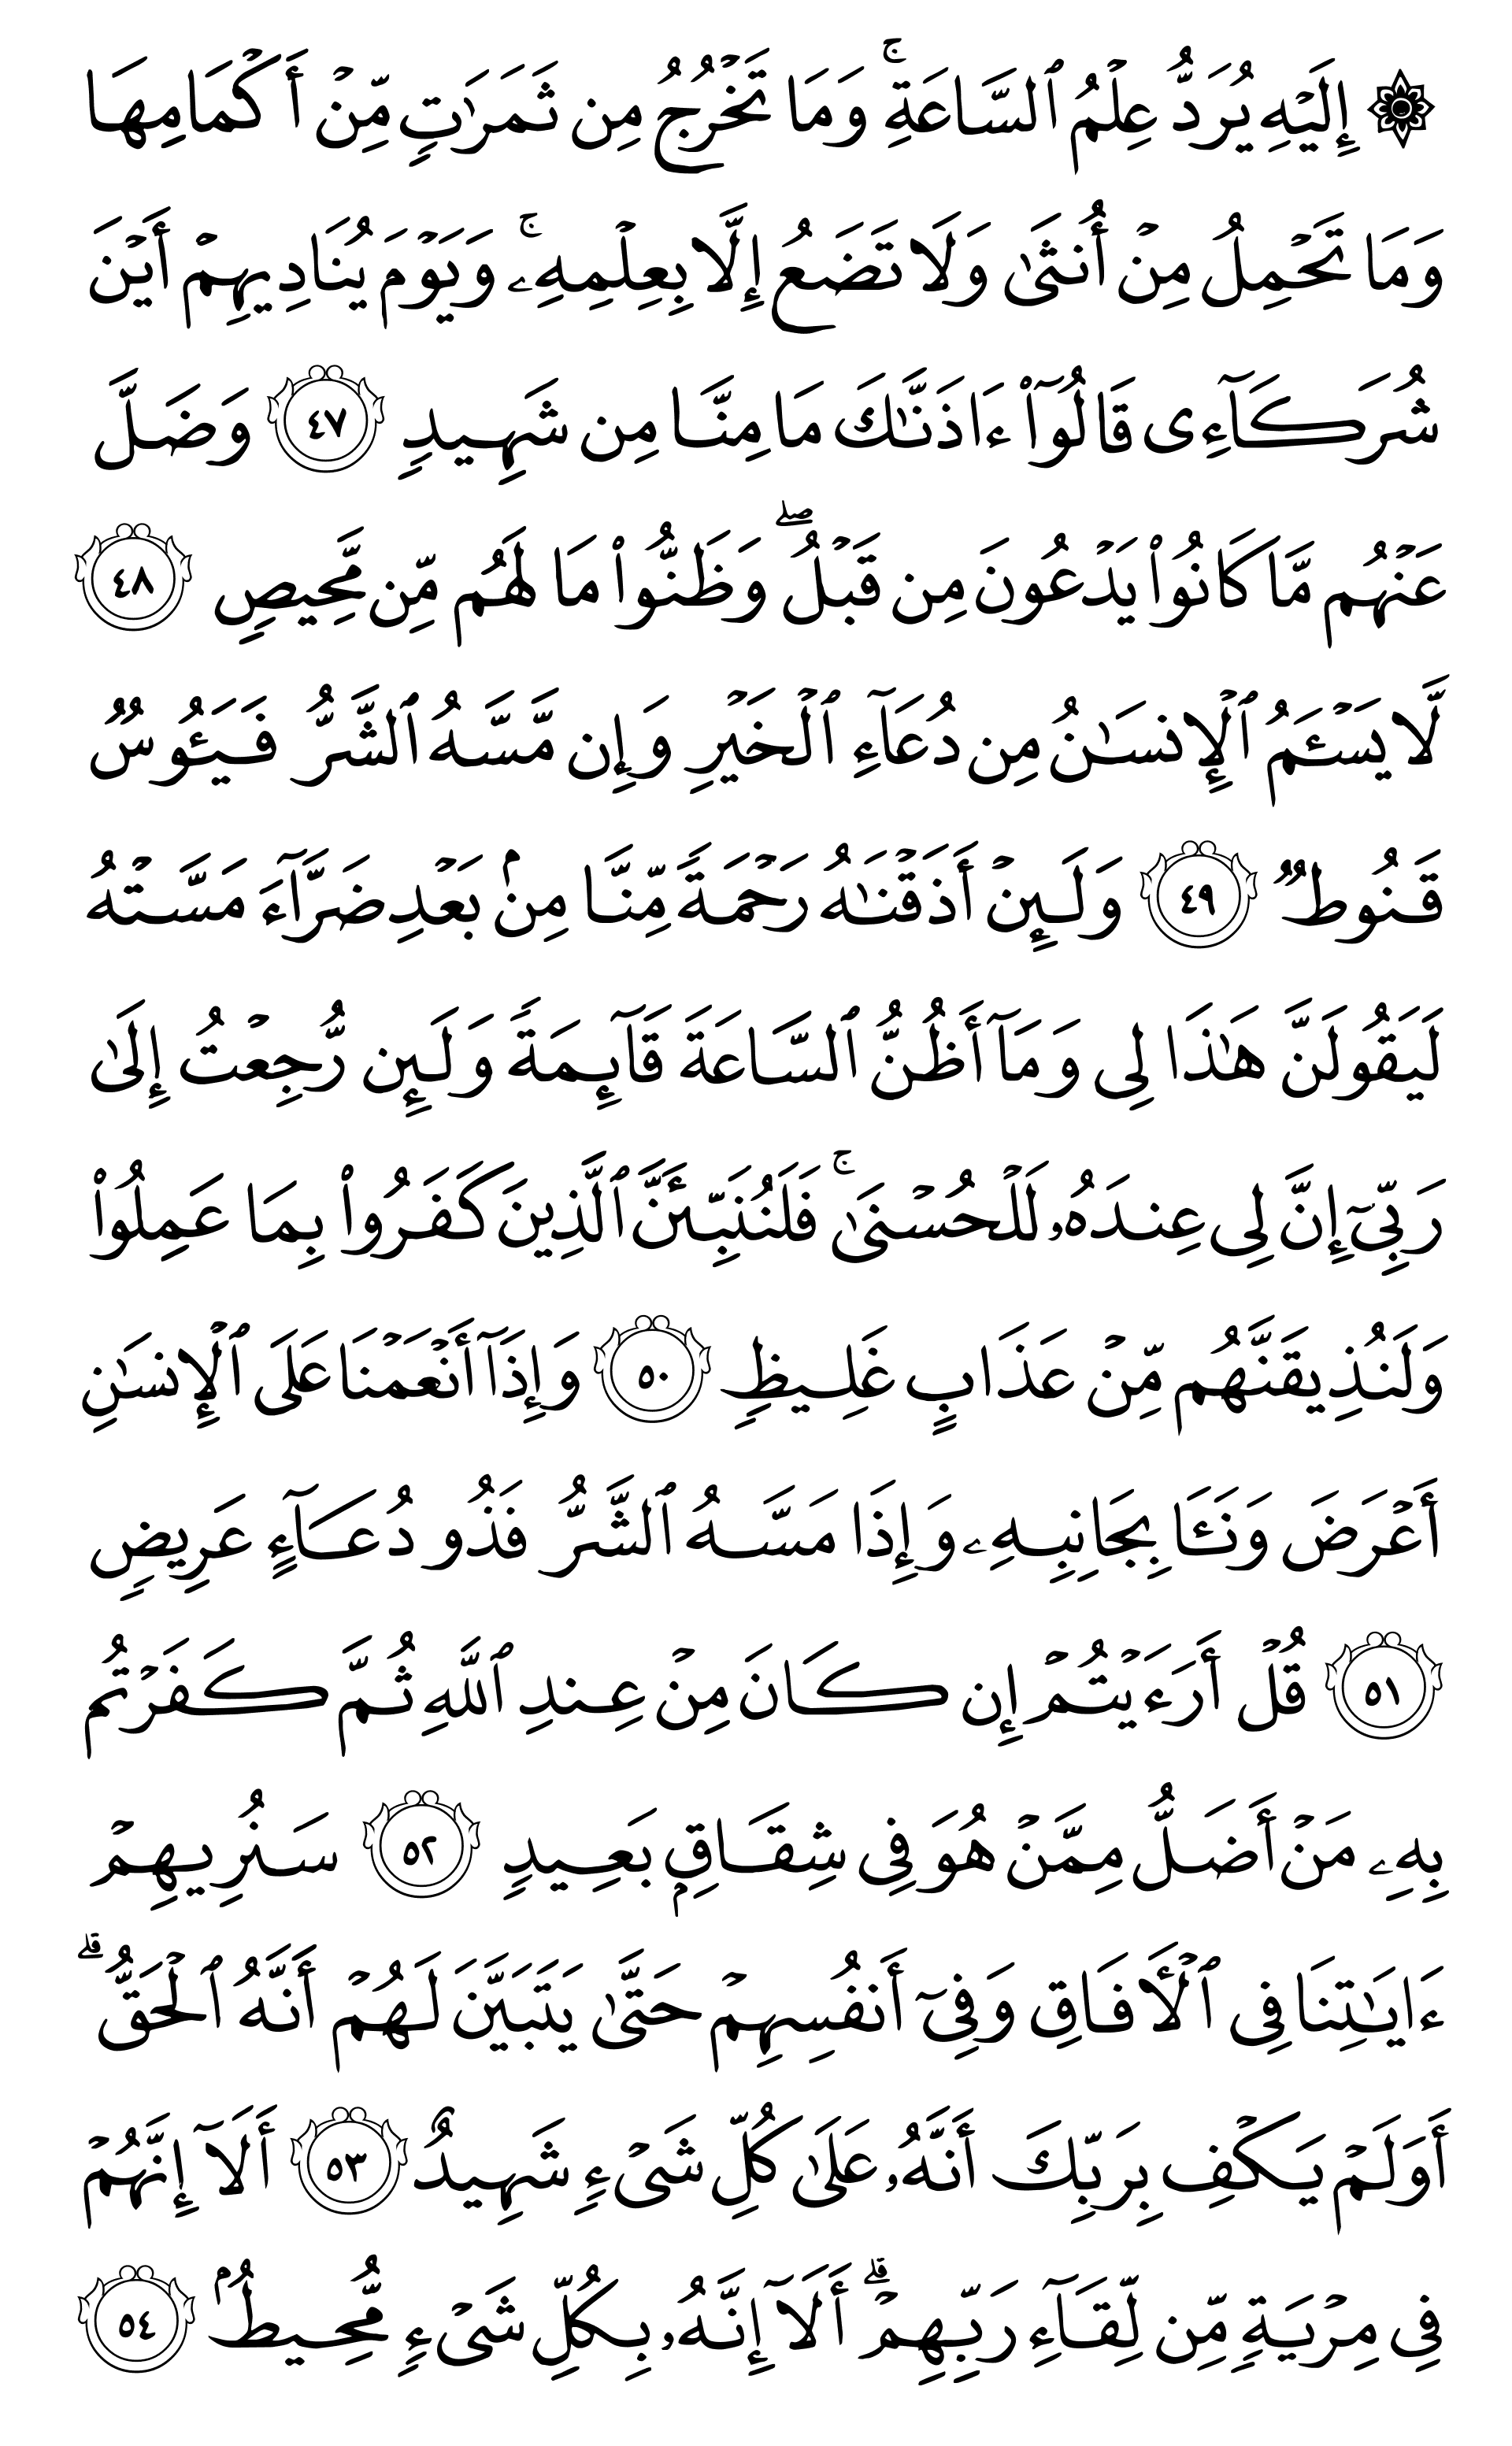 ۞ إِلَيۡهِ يُرَدُّ عِلۡمُ ٱلسَّاعَةِۚ وَمَا تَخۡرُجُ مِن ثَمَرَٰتٖ مِّنۡ أَكۡمَامِهَا
وَمَا تَحۡمِلُ مِنۡ أُنثَىٰ وَلَا تَضَعُ إِلَّا بِعِلۡمِهِۦۚ وَيَوۡمَ يُنَادِيهِمۡ أَيۡنَ
شُرَكَآءِي قَالُوٓاْ ءَاذَنَّٰكَ مَا مِنَّا مِن شَهِيدٖ ٤٧ وَضَلَّ
عَنۡهُم مَّا كَانُواْ يَدۡعُونَ مِن قَبۡلُۖ وَظَنُّواْ مَا لَهُم مِّن مَّحِيصٖ ٤٨
لَّا يَسۡـَٔمُ ٱلۡإِنسَٰنُ مِن دُعَآءِ ٱلۡخَيۡرِ وَإِن مَّسَّهُ ٱلشَّرُّ فَيَـُٔوسٞ
قَنُوطٞ ٤٩ وَلَئِنۡ أَذَقۡنَٰهُ رَحۡمَةٗ مِّنَّا مِنۢ بَعۡدِ ضَرَّآءَ مَسَّتۡهُ
لَيَقُولَنَّ هَٰذَا لِي وَمَآ أَظُنُّ ٱلسَّاعَةَ قَآئِمَةٗ وَلَئِن رُّجِعۡتُ إِلَىٰ
رَبِّيٓ إِنَّ لِي عِندَهُۥ لَلۡحُسۡنَىٰۚ فَلَنُنَبِّئَنَّ ٱلَّذِينَ كَفَرُواْ بِمَا عَمِلُواْ
وَلَنُذِيقَنَّهُم مِّنۡ عَذَابٍ غَلِيظٖ ٥٠ وَإِذَآ أَنۡعَمۡنَا عَلَى ٱلۡإِنسَٰنِ
أَعۡرَضَ وَنَـَٔا بِجَانِبِهِۦ وَإِذَا مَسَّهُ ٱلشَّرُّ فَذُو دُعَآءٍ عَرِيضٖ
٥١ قُلۡ أَرَءَيۡتُمۡ إِن كَانَ مِنۡ عِندِ ٱللَّهِ ثُمَّ كَفَرۡتُم
بِهِۦ مَنۡ أَضَلُّ مِمَّنۡ هُوَ فِي شِقَاقِۭ بَعِيدٖ ٥٢ سَنُرِيهِمۡ
ءَايَٰتِنَا فِي ٱلۡأٓفَاقِ وَفِيٓ أَنفُسِهِمۡ حَتَّىٰ يَتَبَيَّنَ لَهُمۡ أَنَّهُ ٱلۡحَقُّۗ
أَوَلَمۡ يَكۡفِ بِرَبِّكَ أَنَّهُۥ عَلَىٰ كُلِّ شَيۡءٖ شَهِيدٌ ٥٣ أَلَآ إِنَّهُمۡ
فِي مِرۡيَةٖ مِّن لِّقَآءِ رَبِّهِمۡۗ أَلَآ إِنَّهُۥ بِكُلِّ شَيۡءٖ مُّحِيطُۢ ٥٤